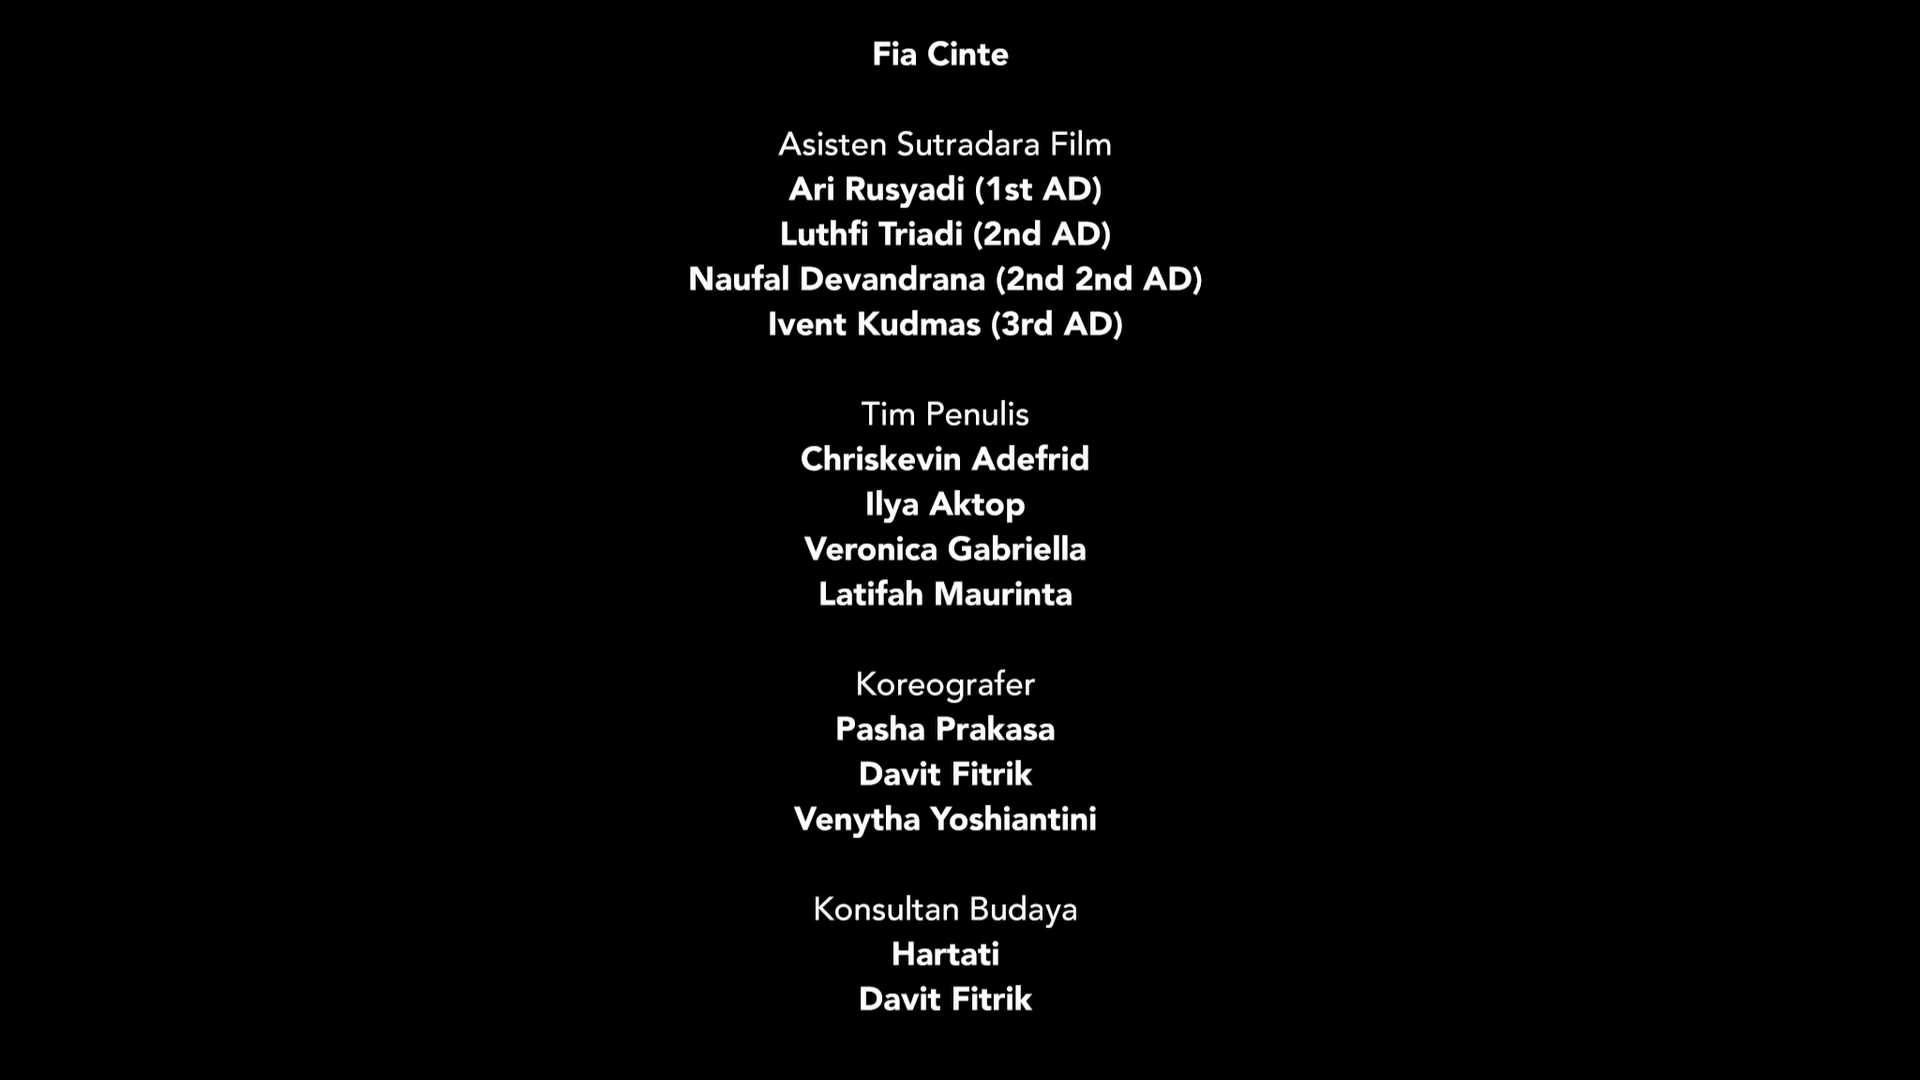 Fia Cinte
Asisten Sutradara Film
Ari Rusyadi (1st AD)
Luthfi Triadi (2nd AD)
Naufal Devandrana (2nd 2nd AD)
Ivent Kudmas (3rd AD)
Tim Penulis
Chriskevin Adefrid
Ilya Aktop
Veronica Gabriella
Latifah Maurinta
Koreografer
Pasha Prakasa
Davit Fitrik
Venytha Yoshiantini
Konsultan Budaya
Hartati
Davit Fitrik